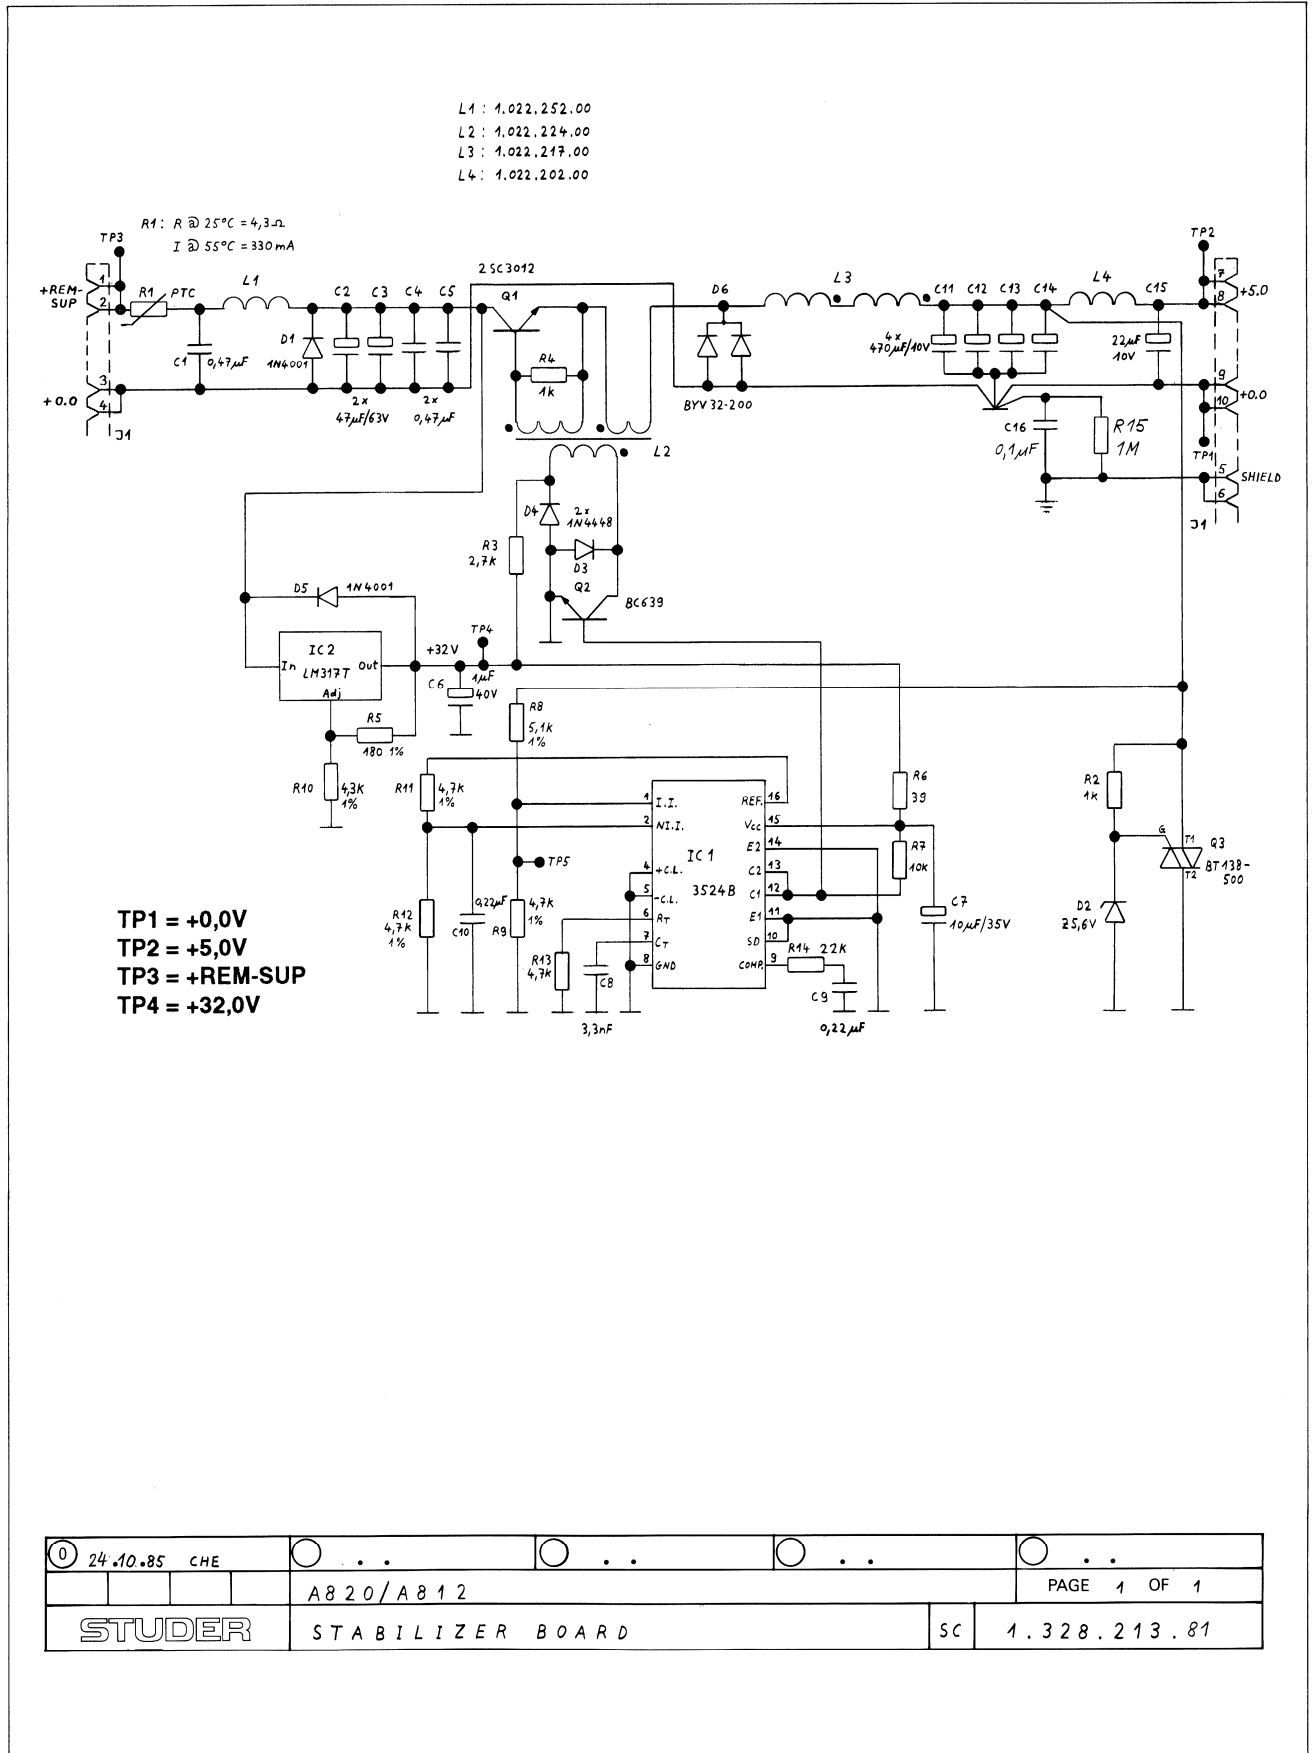 L1 : 1.022.252.00
L2 : 1.022.224.00
L3 : 1.022.217.00
L4 : 1.022.202.00
R1 : R @ 25°C = 4,3Ω
I @ 55°C = 330mA
TP3
TP2
+REM-
SUP
1
2
R1
PTC
L1
C2
C3
C4
C5
2SC3012
Q1
D6
L3
C11
C12
C13
C14
L4
C15
7
8
+5.0
C1
0,47µF
D1
1N4001
R4
1k
4x
470µF/10V
22µF
10V
+0.0
3
4
J1
2x
47µF/63V
2x
0,47µF
BYV32-200
9
10
+0.0
TP1
C16
0,1µF
R15
1M
L2
5
6
SHIELD
J1
D4
2x
1N4448
R3
2,7k
D3
Q2
BC639
D5
1N4001
IC2
LM317T
In
Out
Adj
+32V
TP4
C6
1µF
40V
R5
180 1%
R8
5,1k
1%
R10
4,3k
1%
R11
4,7k
1%
R6
39
R2
1k
1 I.I.
2 NI.I.
4 +C.L.
5 -C.L.
6 RT
7 CT
8 GND
IC1
3524B
REF. 16
Vcc 15
E2 14
C2 13
C1 12
E1 11
SD 10
COMP. 9
R7
10k
G
T1
T2
Q3
BT138-
500
TP5
R12
4,7k
1%
0,22µF
C10
R9
4,7k
1%
C7
10µF/35V
D2
Z5,6V
R13
4,7k
C8
3,3nF
R14 22k
C9
0,22µF
TP1 = +0,0V
TP2 = +5,0V
TP3 = +REM-SUP
TP4 = +32,0V
0 24.10.85 CHE
A820/A812
PAGE 1 OF 1
STUDER
STABILIZER BOARD
SC
1.328.213.81